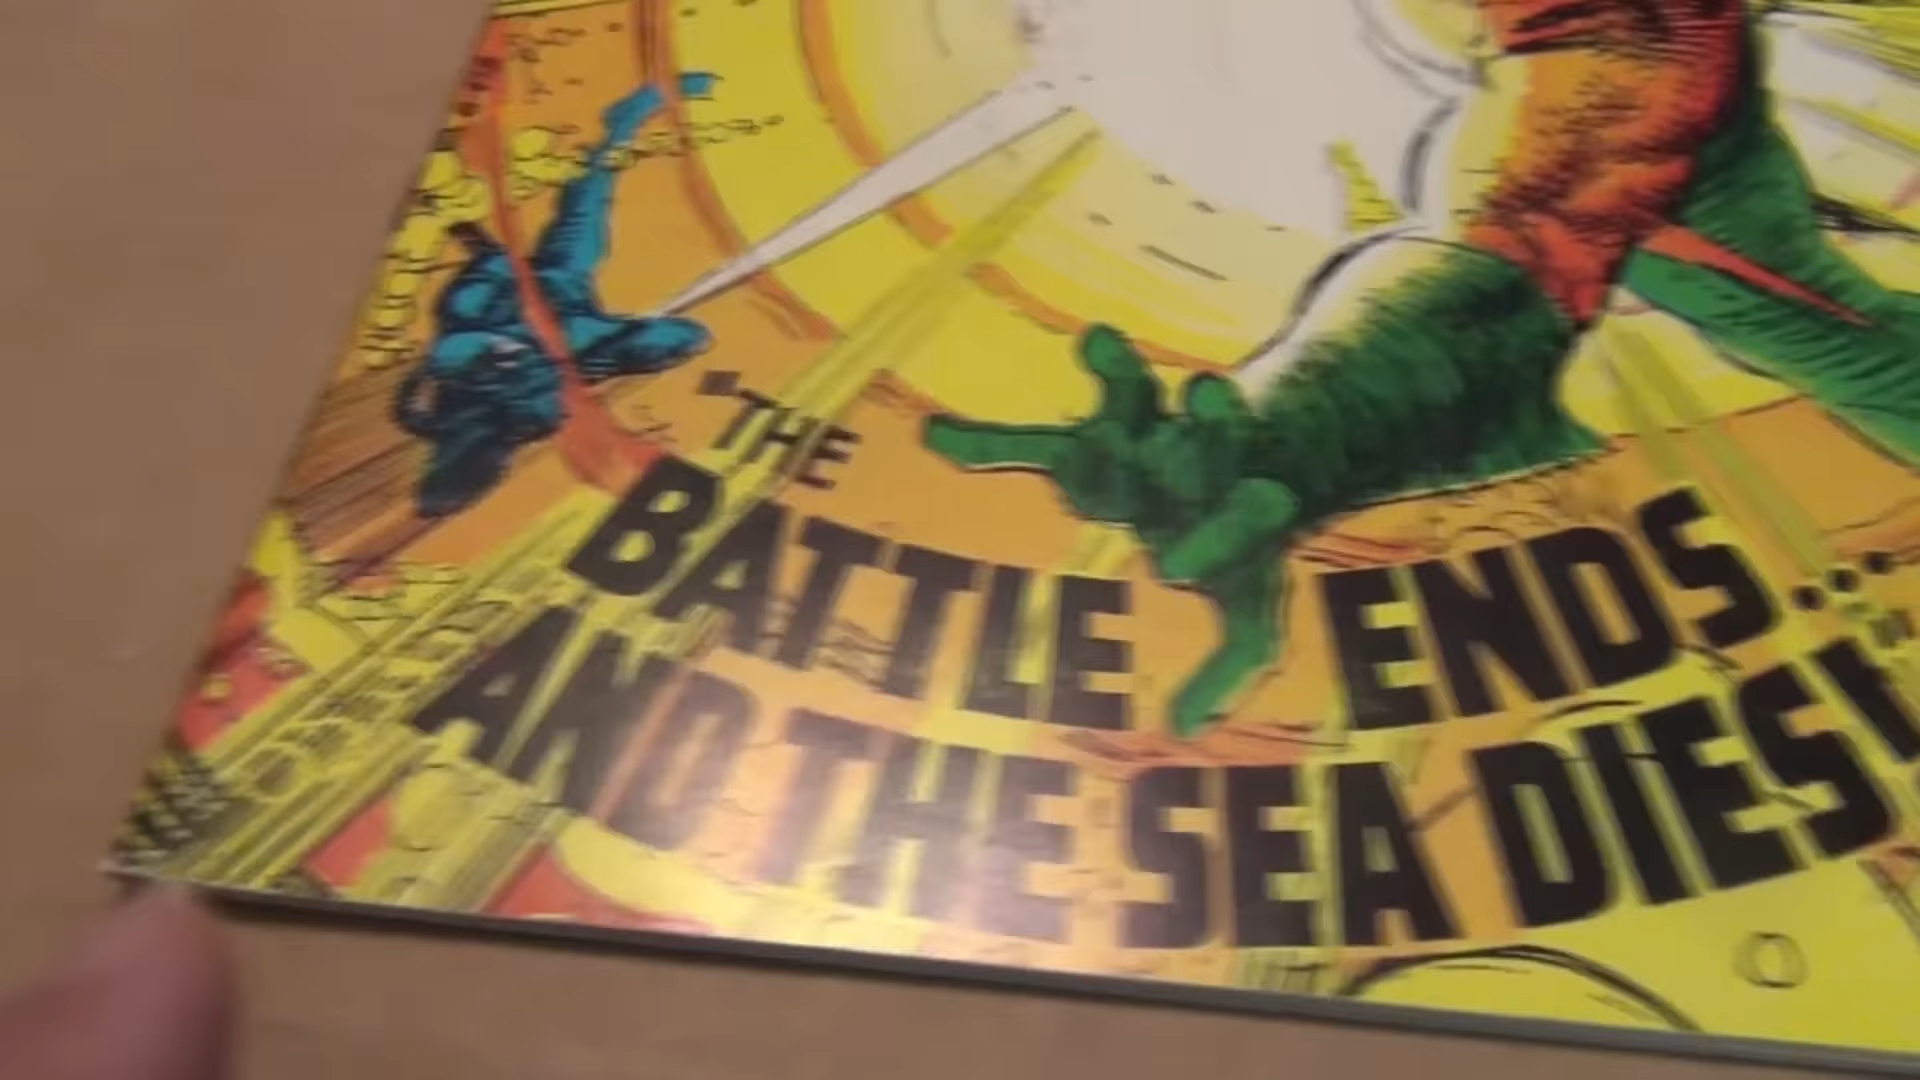 "THE
BATTLE ENDS...
AND THE SEA DIES!